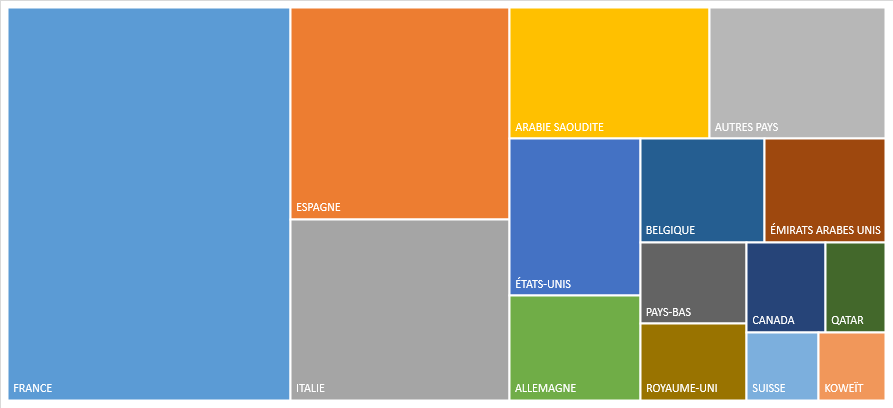 FRANCE
ESPAGNE
ITALIE
ARABIE SAOUDITE
AUTRES PAYS
ÉTATS-UNIS
ALLEMAGNE
BELGIQUE
ÉMIRATS ARABES UNIS
PAYS-BAS
ROYAUME-UNI
CANADA
QATAR
SUISSE
KOWEÏT